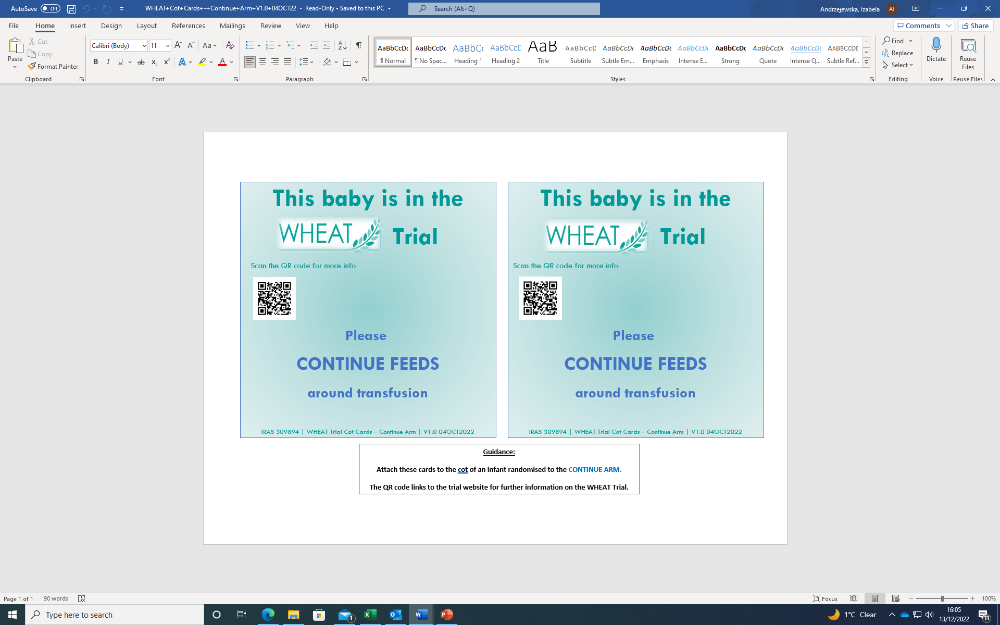 AutoSave Off WHEAT+Cot+Cards+-+Continue+Arm+V1.0+04OCT22 - Read-Only • Saved to this PC Search (Alt+Q) Andrzejewska, Izabela AI
File Home Insert Design Layout References Mailings Review View Help Comments Share
Paste Cut Copy Format Painter
Calibri (Body) 11
AaBbCcDc AaBbCcDc AaBbCc AaBbCcD AaB AaBbCcD AaBbCcDc AaBbCcDc AaBbCcDc AaBbCcDc AaBbCcDc AaBbCcDc AaBbCcDc
¶ Normal ¶ No Spac... Heading 1 Heading 2 Title Subtitle Subtle Em... Emphasis Intense E... Strong Quote Intense Q... Subtle Ref...
Find Replace Select
Dictate
Reuse Files
Clipboard Font Paragraph Styles Editing Voice Reuse Files
This baby is in the
WHEAT Trial
Scan the QR code for more info:
Please
CONTINUE FEEDS
around transfusion
IRAS 309894 | WHEAT Trial Cot Cards – Continue Arm | V1.0 04OCT2022
This baby is in the
WHEAT Trial
Scan the QR code for more info:
Please
CONTINUE FEEDS
around transfusion
IRAS 309894 | WHEAT Trial Cot Cards – Continue Arm | V1.0 04OCT2022
Guidance:
Attach these cards to the cot of an infant randomised to the CONTINUE ARM.
The QR code links to the trial website for further information on the WHEAT Trial.
Page 1 of 1 90 words Focus 100%
Type here to search 1 1°C Clear 16:05
13/12/2022 11